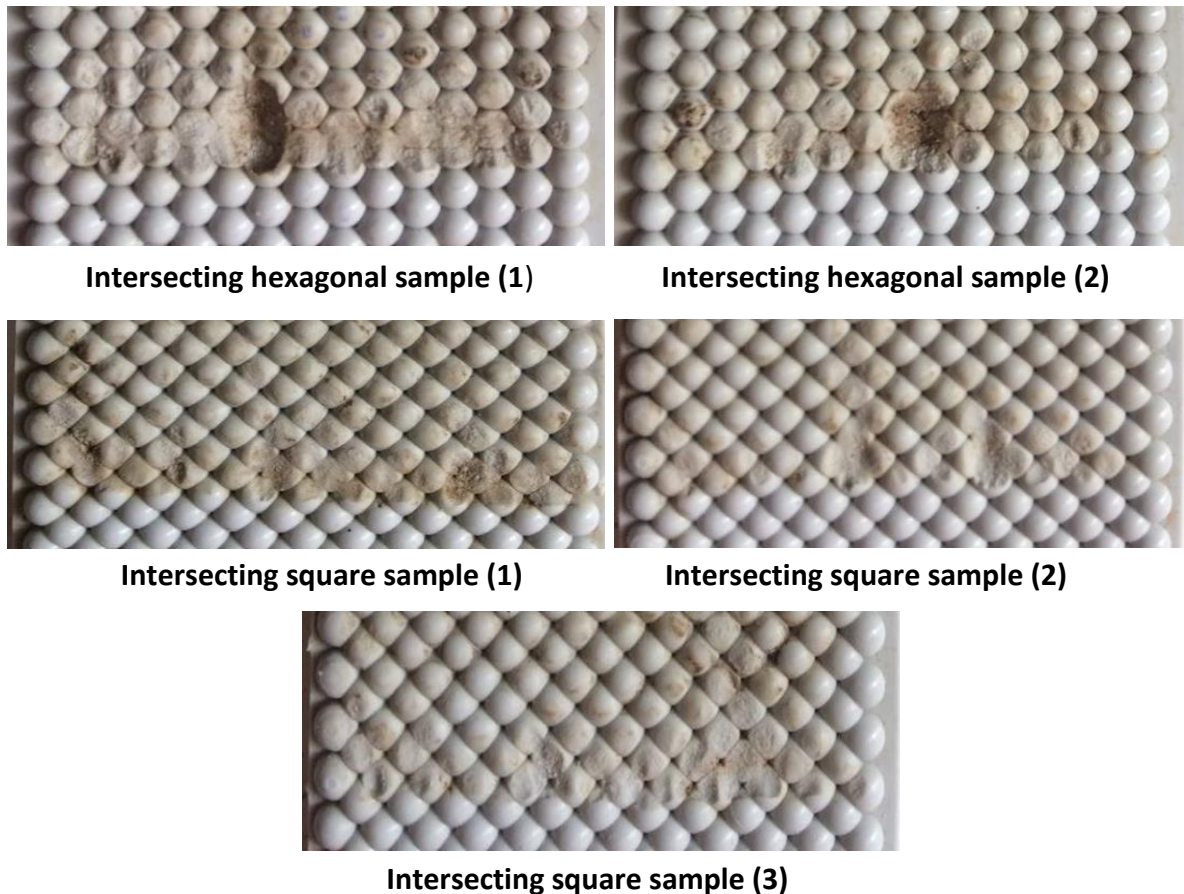 Intersecting hexagonal sample (1)
Intersecting hexagonal sample (2)
Intersecting square sample (1)
Intersecting square sample (2)
Intersecting square sample (3)